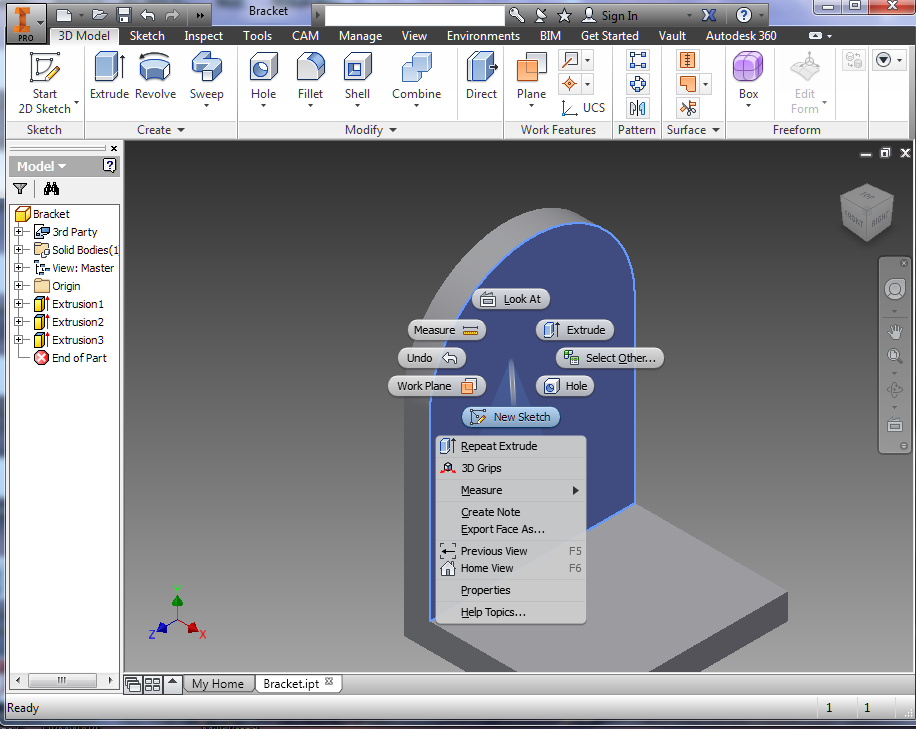 Bracket
Sign In
PRO
3D Model Sketch Inspect Tools CAM Manage View Environments BIM Get Started Vault Autodesk 360
Start
2D Sketch
Extrude Revolve Sweep
Hole Fillet Shell Combine
Direct
Plane
UCS
Box
Edit
Form
Sketch Create Modify Work Features Pattern Surface Freeform
Model
Bracket
3rd Party
Solid Bodies(1
View: Master
Origin
Extrusion1
Extrusion2
Extrusion3
End of Part
TOP
FRONT
RIGHT
Look At
Measure
Extrude
Undo
Select Other...
Work Plane
Hole
New Sketch
Repeat Extrude
3D Grips
Measure
Create Note
Export Face As...
Previous View F5
Home View F6
Properties
Help Topics...
Y
Z
X
My Home
Bracket.ipt
Ready
1
1